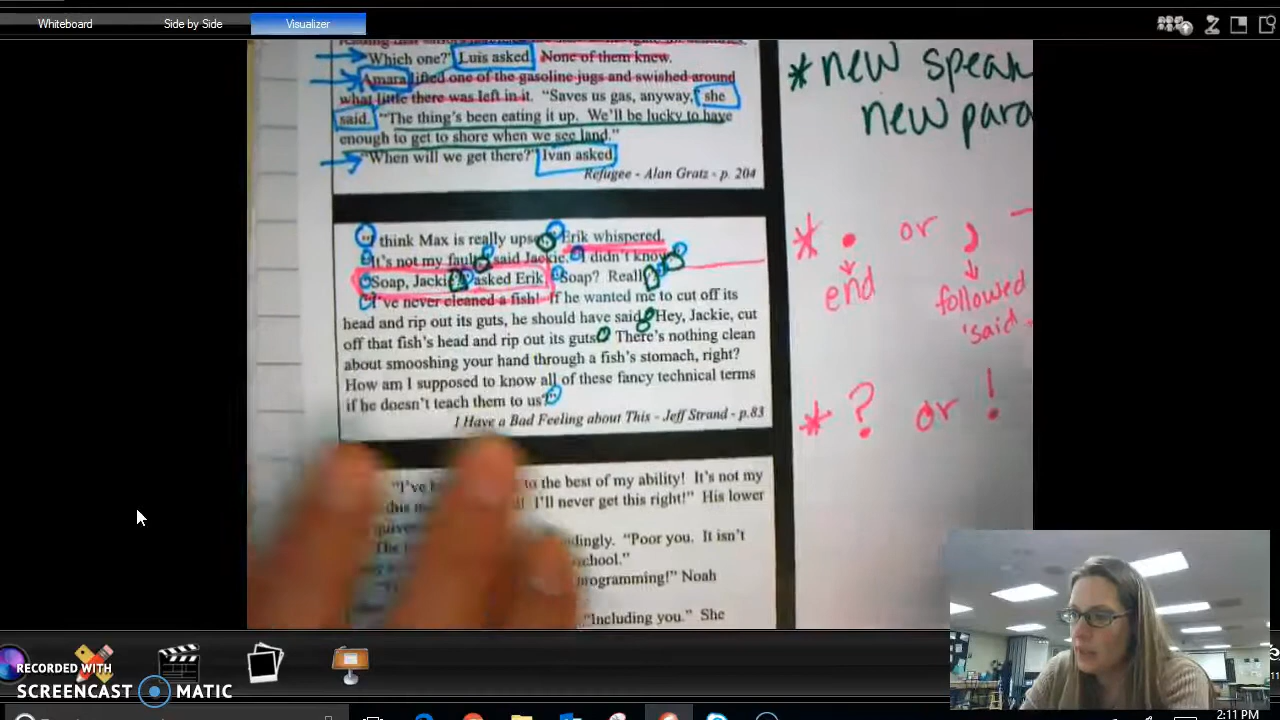 Whiteboard Side by Side Visualizer
"Which one?" Luis asked. None of them knew.
Amara lifted one of the gasoline jugs and swished around
what little there was left in it. "Saves us gas, anyway," she
said. "The thing's been eating it up. We'll be lucky to have
enough to get to shore when we see land."
"When will we get there?" Ivan asked.
Refugee - Alan Gratz - p. 204
"I think Max is really upset," Erik whispered.
"It's not my fault," said Jackie. "I didn't know."
"Soap, Jackie?" asked Erik. "Soap? Really?"
"I've never cleaned a fish! If he wanted me to cut off its
head and rip out its guts, he should have said, 'Hey, Jackie, cut
off that fish's head and rip out its guts.' There's nothing clean
about smooshing your hand through a fish's stomach, right?
How am I supposed to know all of these fancy technical terms
if he doesn't teach them to us?"
I Have a Bad Feeling about This - Jeff Strand - p.83
to the best of my ability! It's not my
I'll never get this right!" His lower
"Poor you. It isn't
programming!" Noah
"Including you." She
* new
new
* . or ,
end followed
'said
* ? or !
RECORDED WITH
SCREENCAST MATIC
2:11 PM